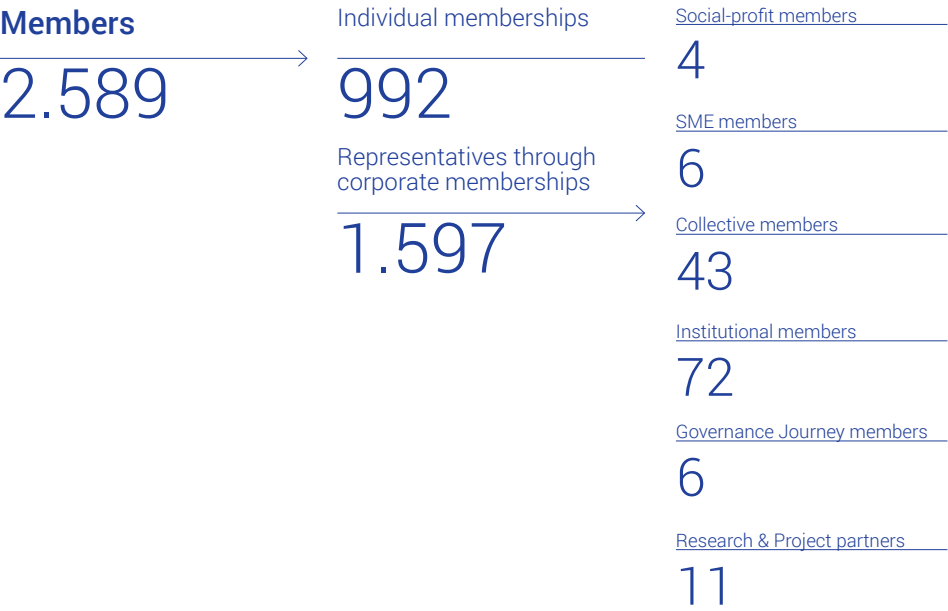 Members
2.589
Individual memberships
992
Representatives through
corporate memberships
1.597
Social-profit members
4
SME members
6
Collective members
43
Institutional members
72
Governance Journey members
6
Research & Project partners
11